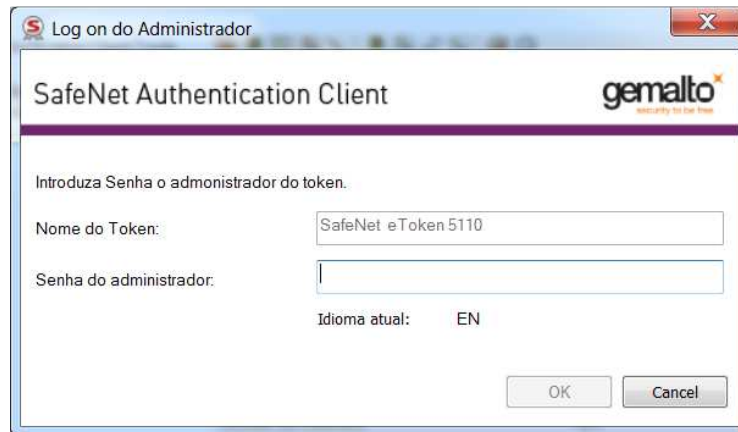 Log on do Administrador
SafeNet Authentication Client
gemalto
security to be free
Introduza Senha o admonistrador do token.
Nome do Token:
SafeNet eToken 5110
Senha do administrador:
Idioma atual: EN
OK
Cancel